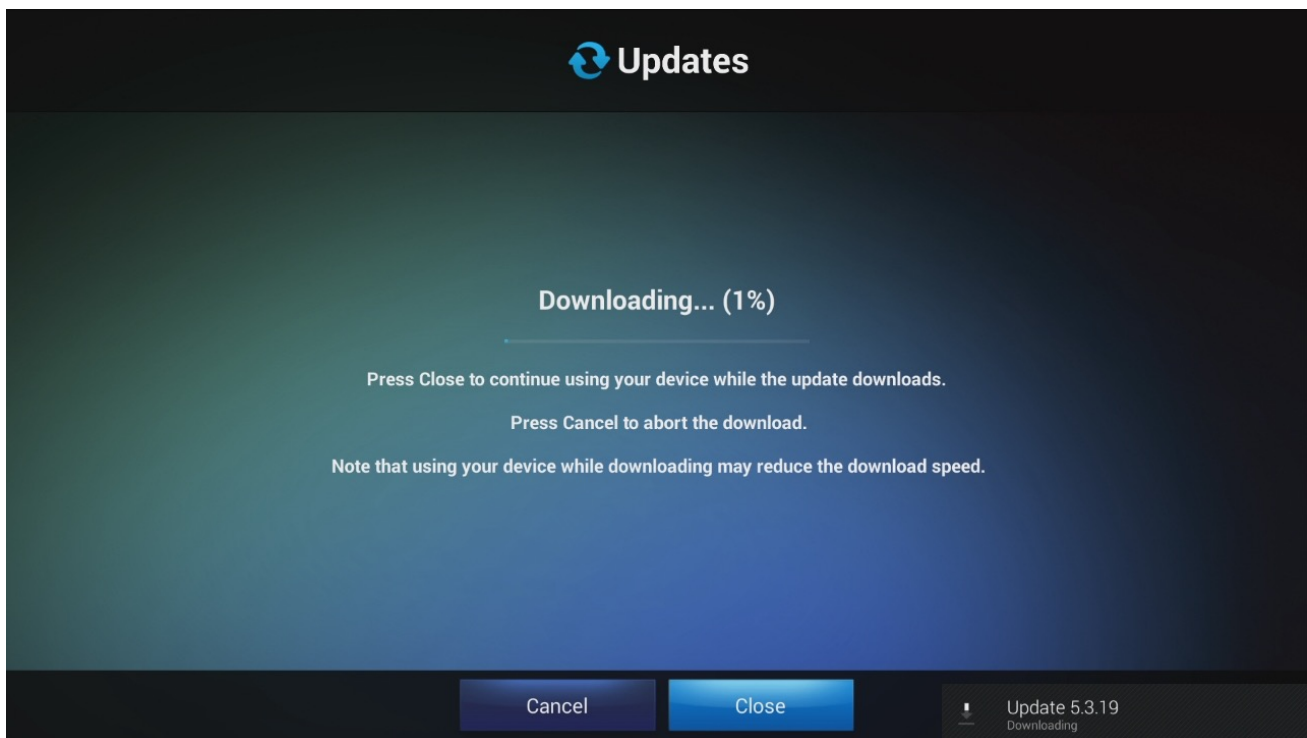 Updates
Downloading... (1%)
Press Close to continue using your device while the update downloads.
Press Cancel to abort the download.
Note that using your device while downloading may reduce the download speed.
Cancel
Close
Update 5.3.19
Downloading